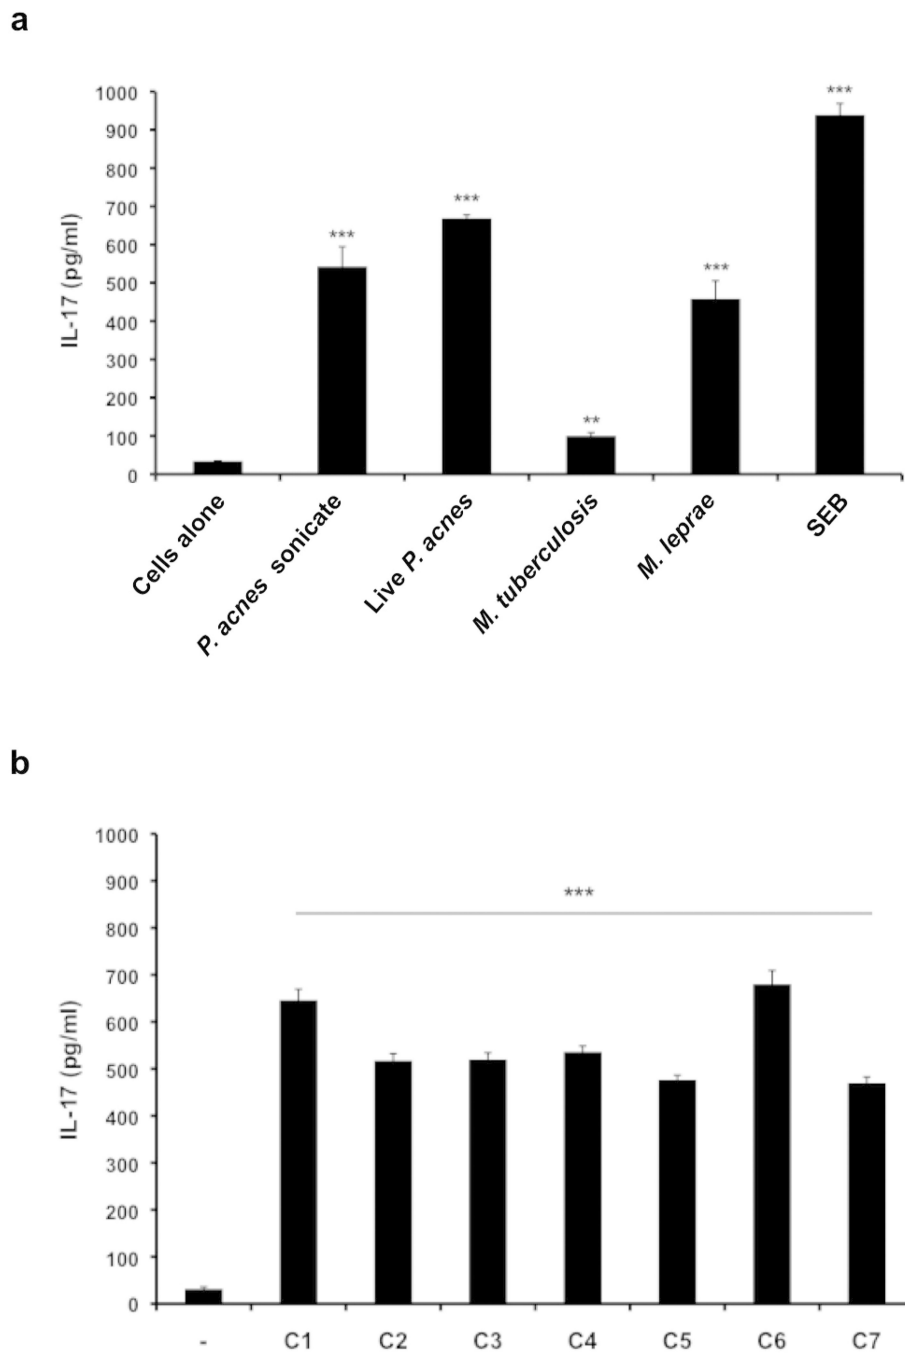 a
1000
900
800
700
600
500
400
300
200
100
0
IL-17 (pg/ml)
***
***
**
***
***
Cells alone
P. acnes sonicate
Live P. acnes
M. tuberculosis
M. leprae
SEB
b
1000
900
800
700
600
500
400
300
200
100
0
IL-17 (pg/ml)
***
-
C1
C2
C3
C4
C5
C6
C7